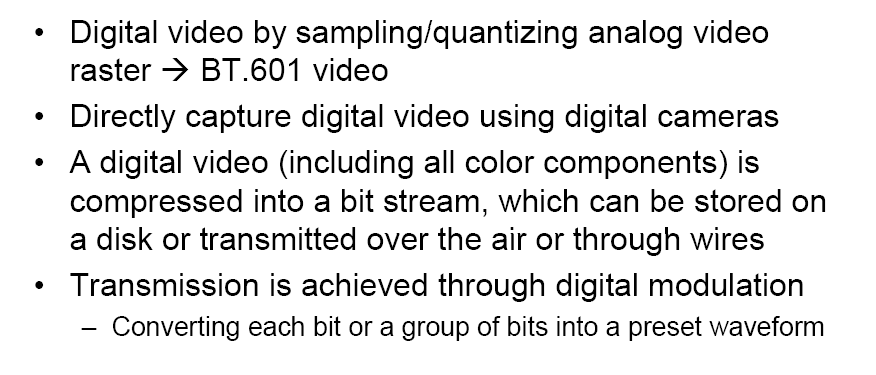 • Digital video by sampling/quantizing analog video
raster → BT.601 video
• Directly capture digital video using digital cameras
• A digital video (including all color components) is
compressed into a bit stream, which can be stored on
a disk or transmitted over the air or through wires
• Transmission is achieved through digital modulation
– Converting each bit or a group of bits into a preset waveform